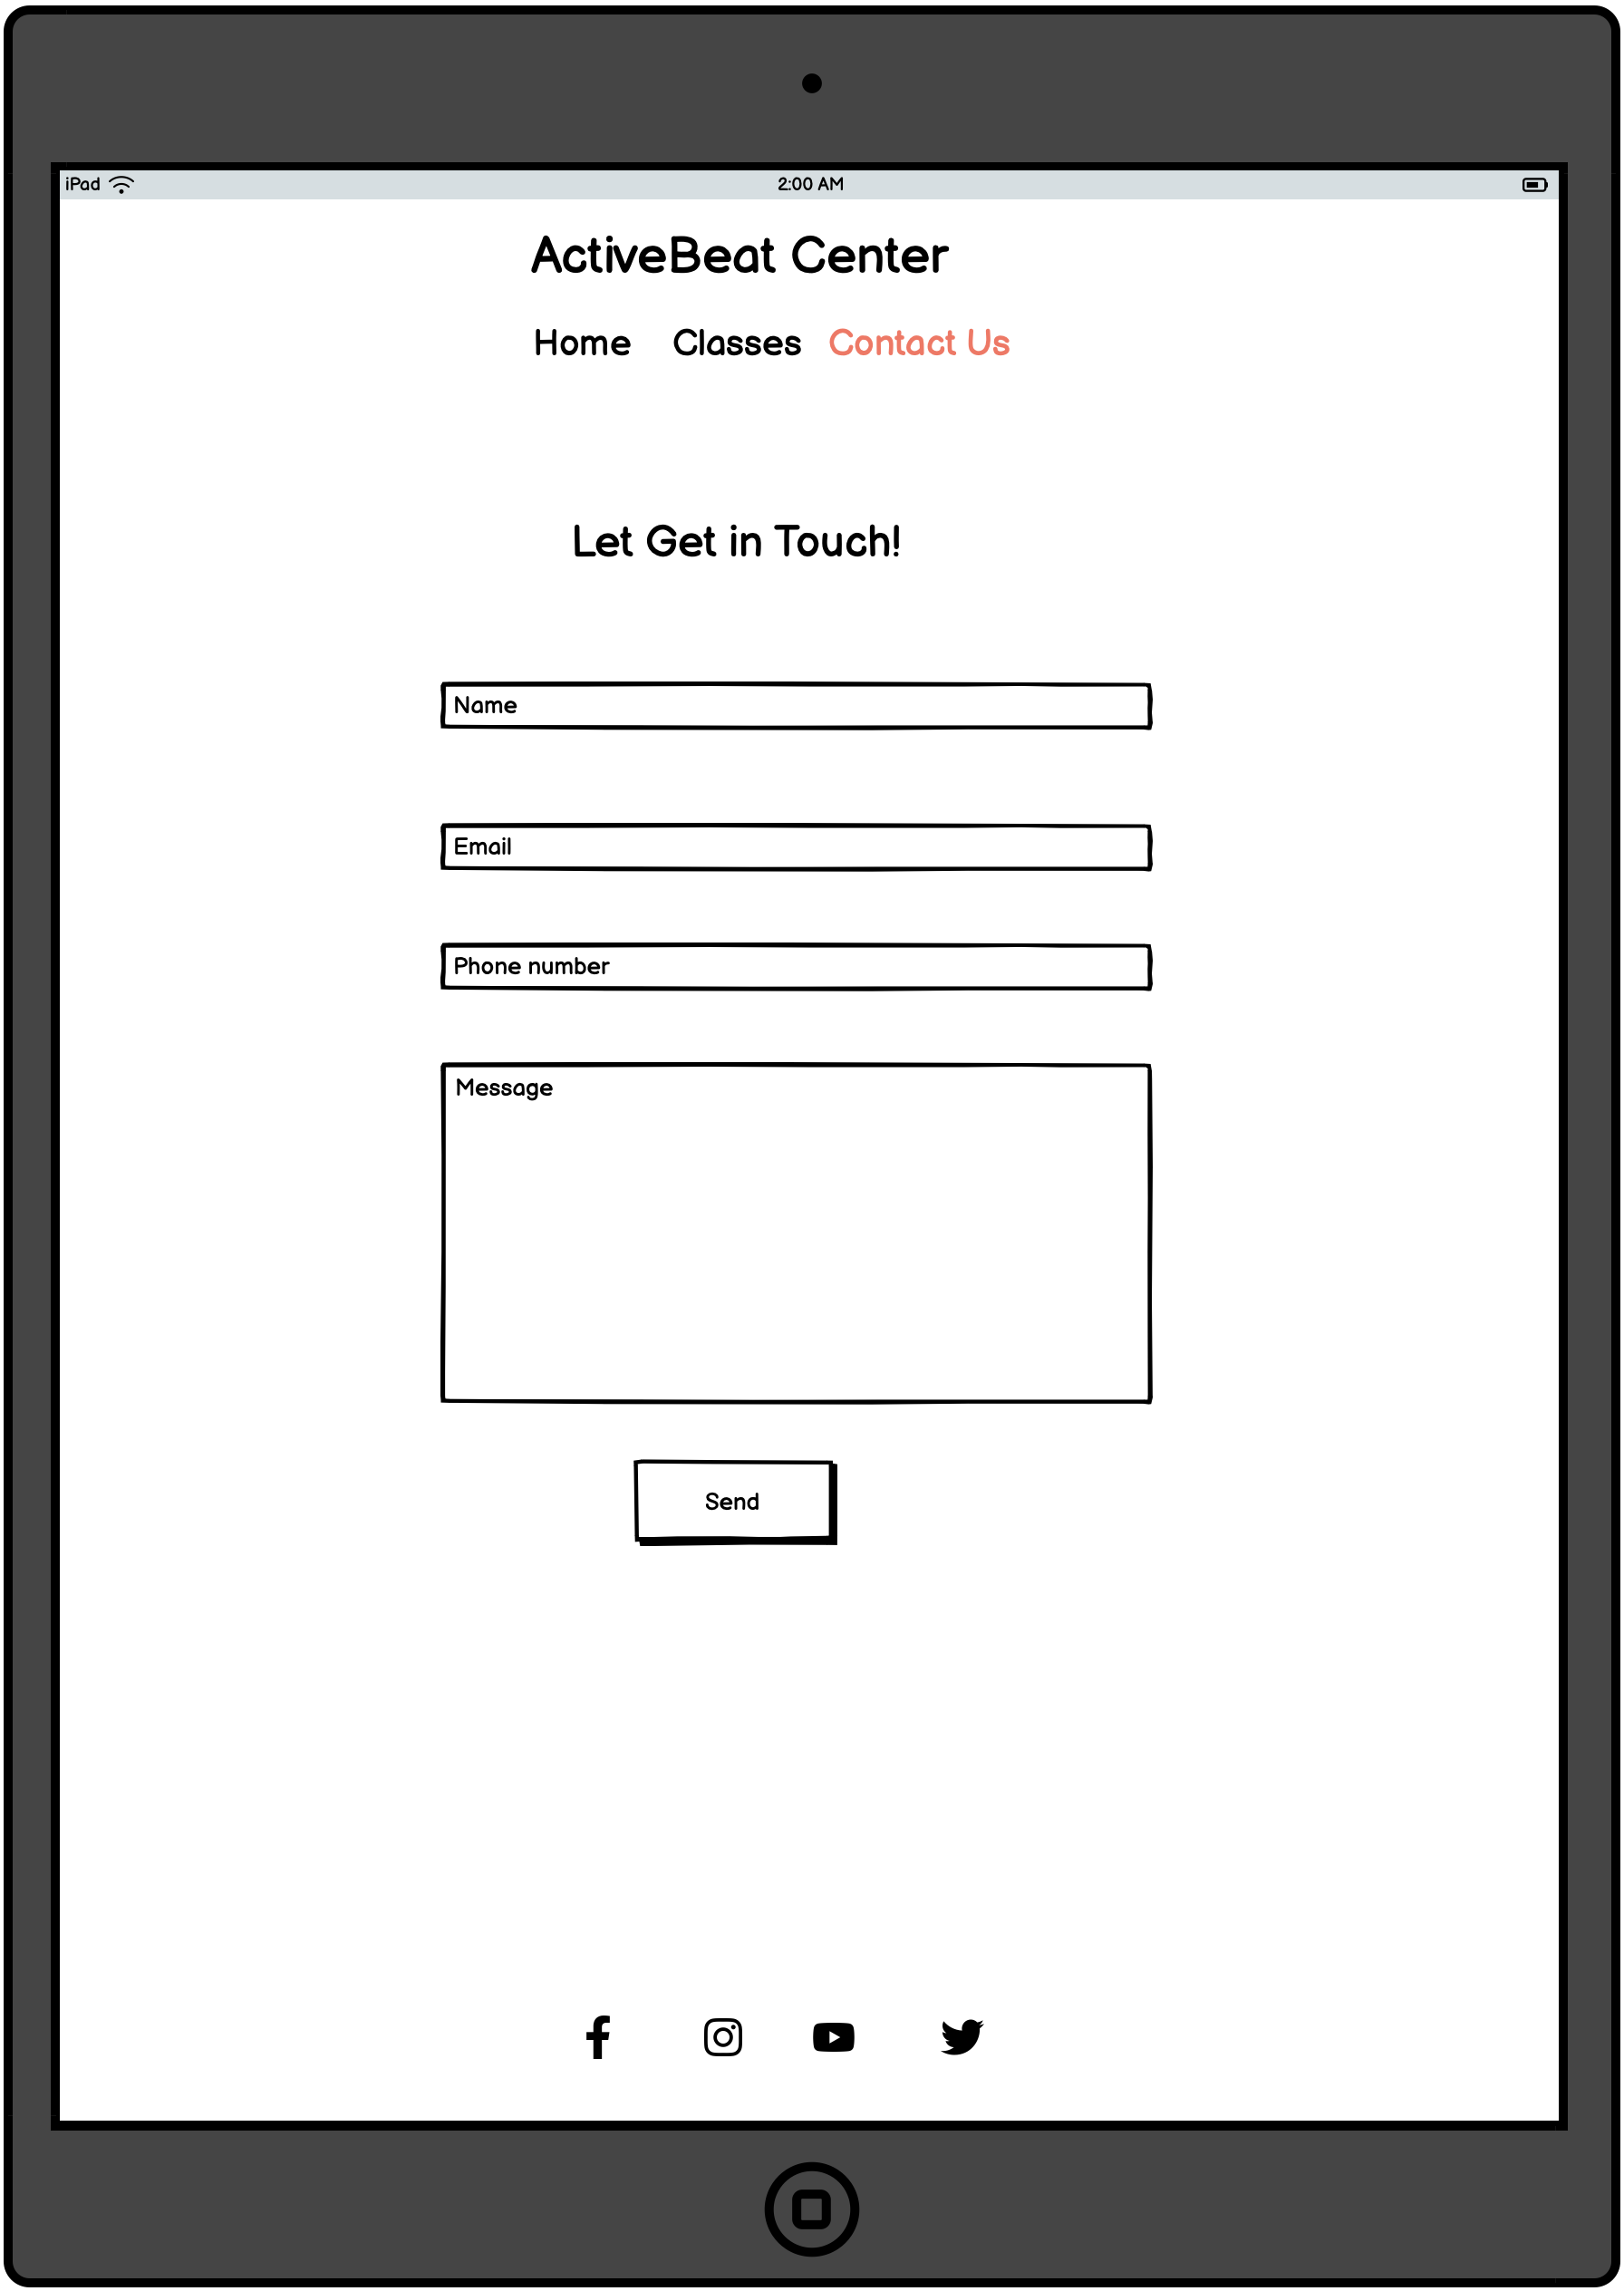 iPad 2:00 AM
ActiveBeat Center
Home Classes Contact Us
Let Get in Touch!
Name
Email
Phone number
Message
Send